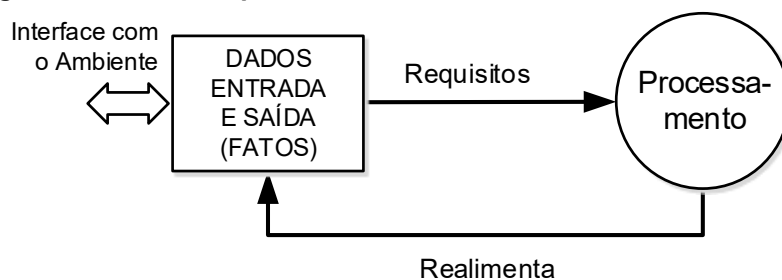 Interface com
o Ambiente
DADOS
ENTRADA
E SAÍDA
(FATOS)
Requisitos
Processa-
mento
Realimenta